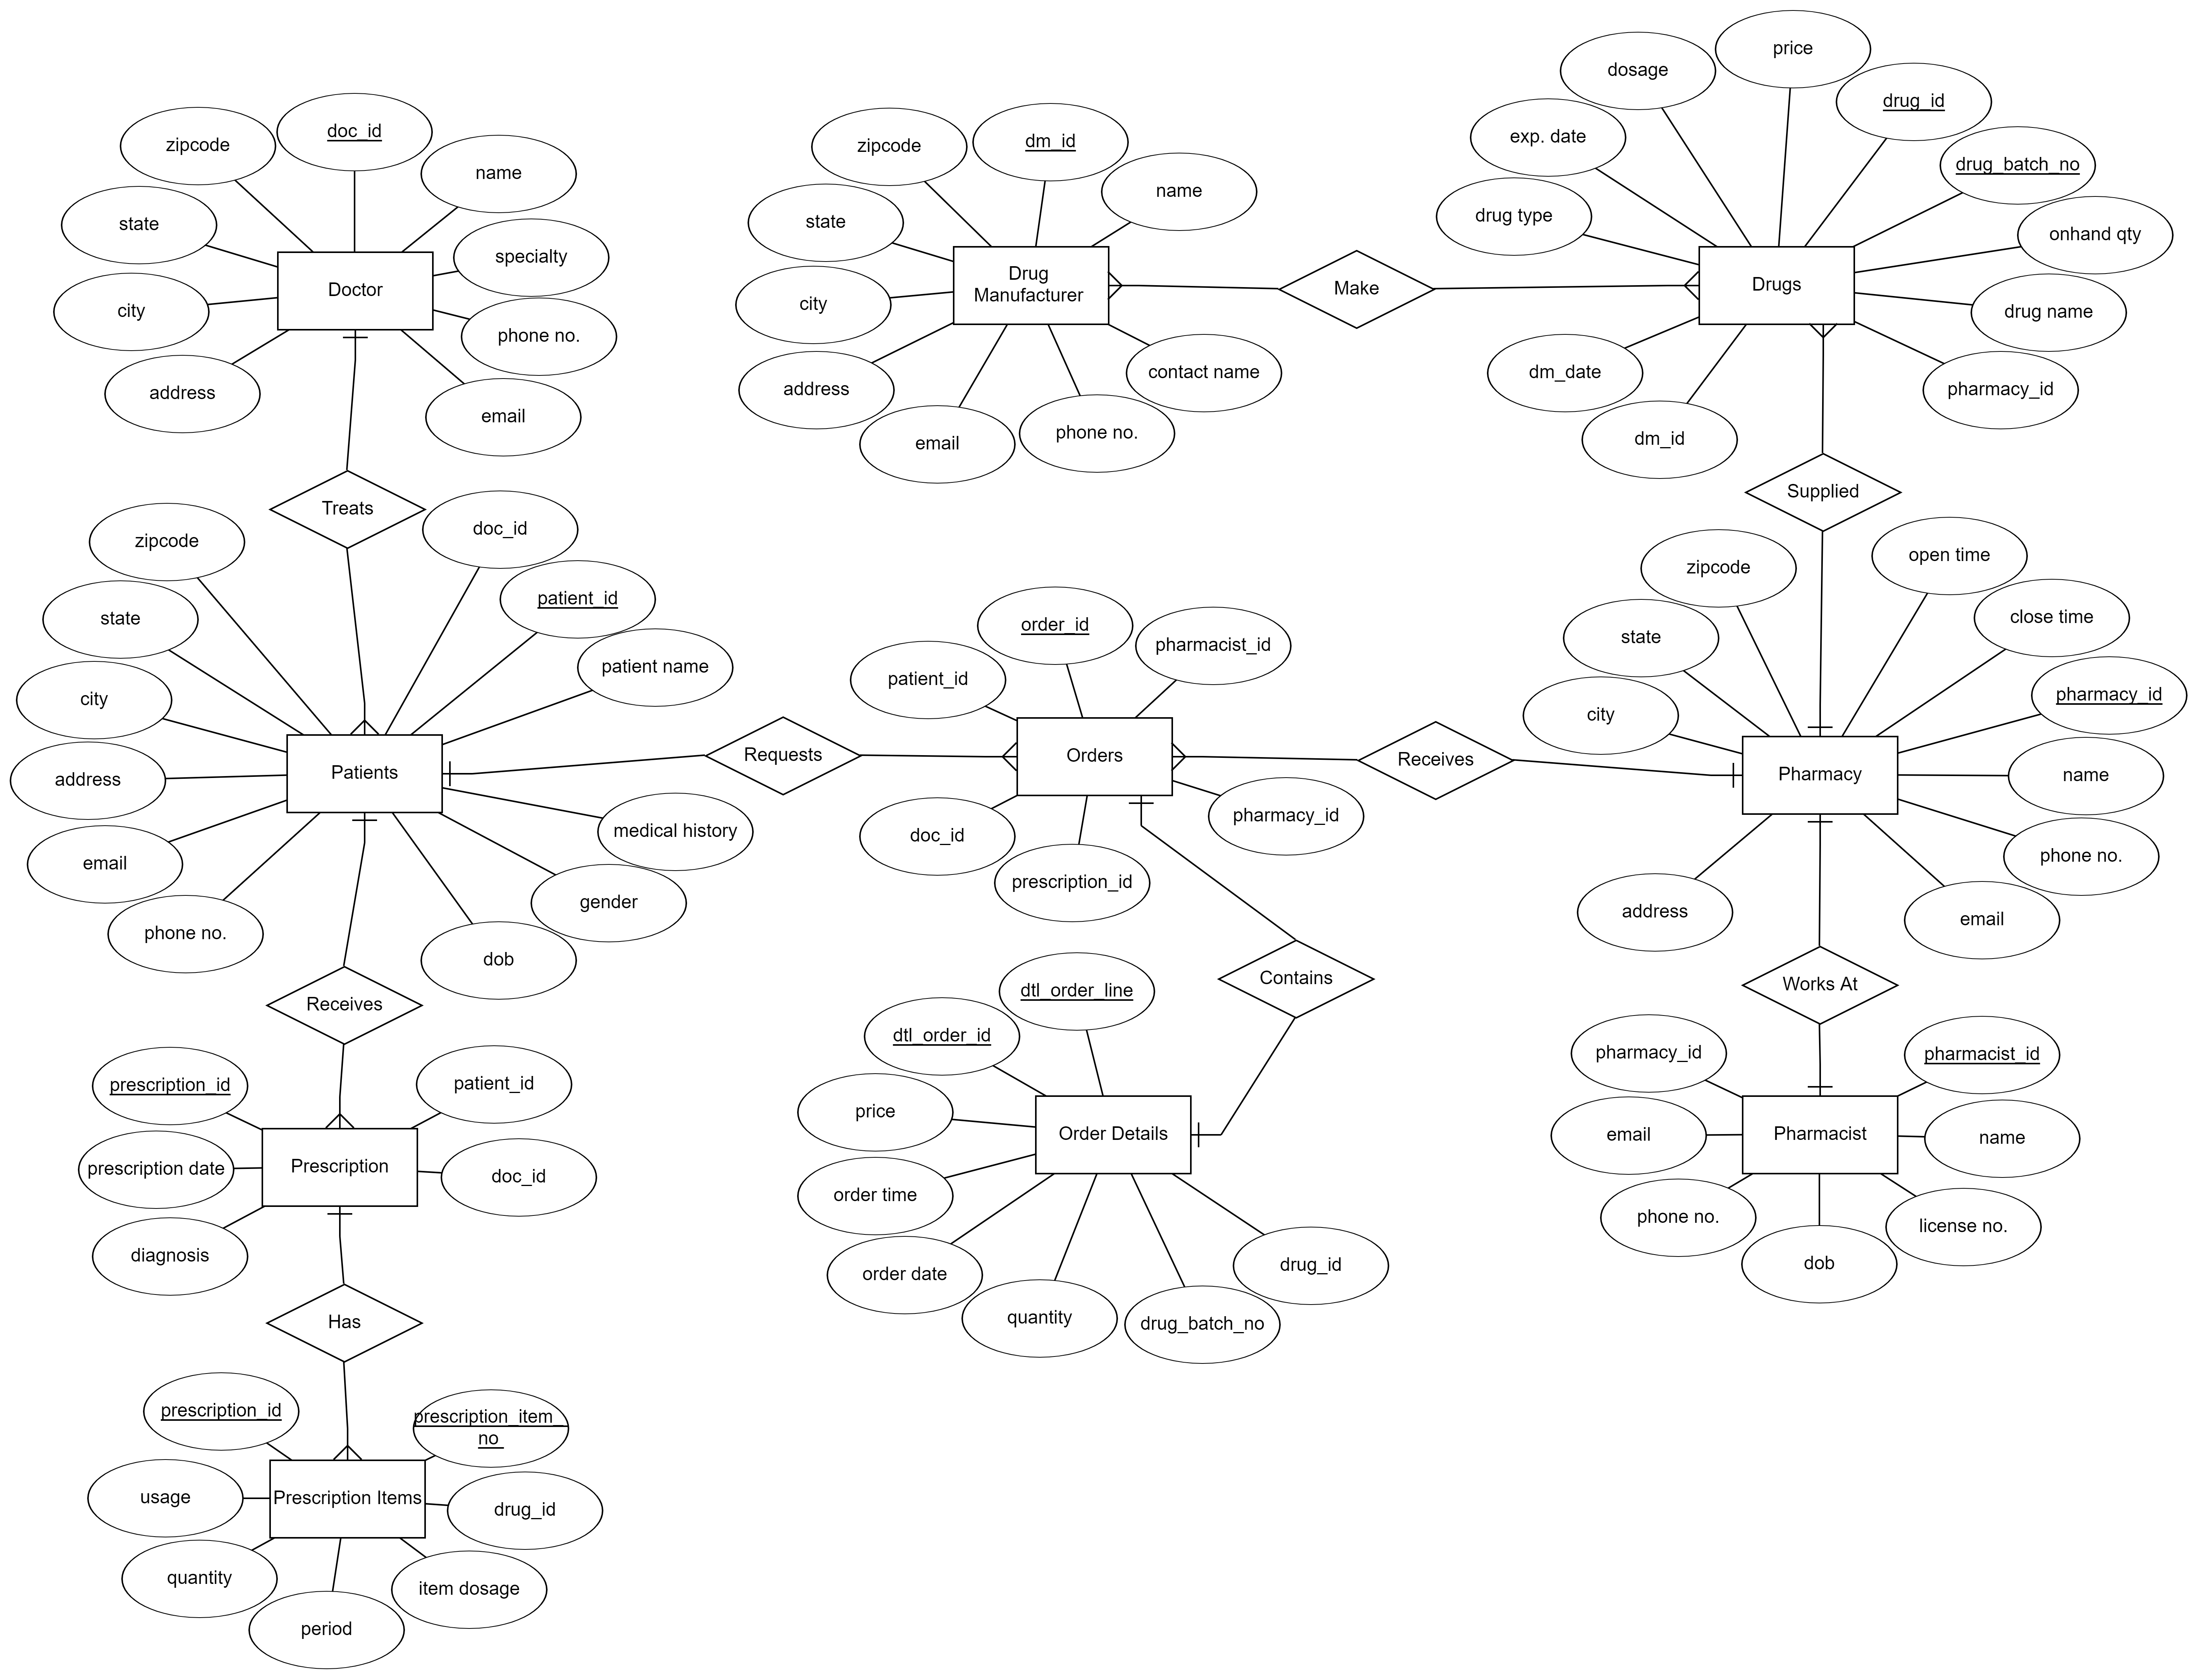 zipcode
doc_id
name
state
specialty
Doctor
city
phone no.
address
email
Treats
zipcode
dm_id
name
state
Drug
Manufacturer
city
contact name
address
email
phone no.
Make
price
dosage
drug_id
exp. date
drug_batch_no
drug type
onhand qty
Drugs
drug name
dm_date
pharmacy_id
dm_id
Supplied
zipcode
doc_id
patient_id
state
patient name
city
Patients
address
medical history
email
gender
phone no.
dob
Requests
order_id
pharmacist_id
patient_id
Orders
doc_id
pharmacy_id
prescription_id
Receives
zipcode
open time
state
close time
city
pharmacy_id
Pharmacy
name
phone no.
address
email
Receives
Contains
Works At
prescription_id
patient_id
Prescription
prescription date
doc_id
diagnosis
Has
dtl_order_line
dtl_order_id
price
Order Details
order time
order date
quantity
drug_batch_no
drug_id
pharmacy_id
pharmacist_id
email
Pharmacist
name
phone no.
dob
license no.
prescription_id
prescription_item_
no
usage
Prescription Items
drug_id
quantity
item dosage
period